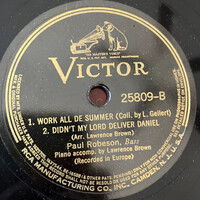 "HIS MASTER'S VOICE"
VICTOR
25809-B
1. WORK ALL DE SUMMER (Coll. by L. Gellert)
2. DIDN'T MY LORD DELIVER DANIEL
(Arr. Lawrence Brown)
Paul Robeson, Bass
Piano accomp. by Lawrence Brown
(Recorded in Europe)
RCA MANUFACTURING CO., INC. CAMDEN, N.J., U.S.A.